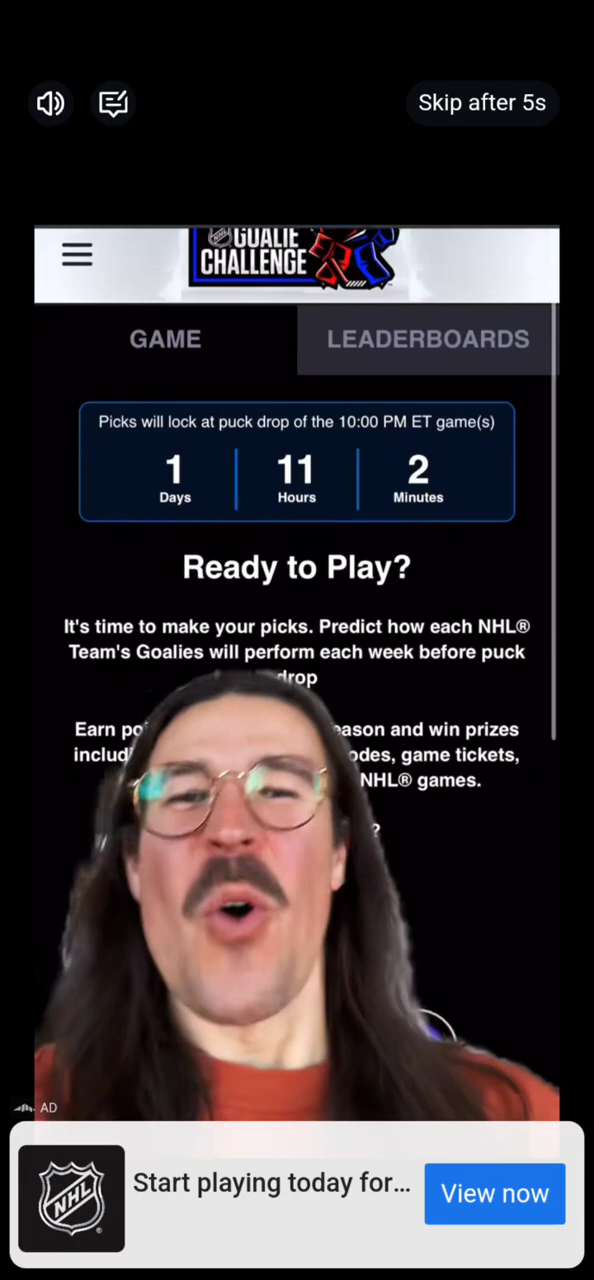 Skip after 5s
GOALIE
CHALLENGE
GAME
LEADERBOARDS
Picks will lock at puck drop of the 10:00 PM ET game(s)
1
11
2
Days
Hours
Minutes
Ready to Play?
It's time to make your picks. Predict how each NHL®
Team's Goalies will perform each week before puck
drop
Earn eason and win prizes
odes, game tickets,
NHL® games.
?
AD
NHL
Start playing today for...
View now